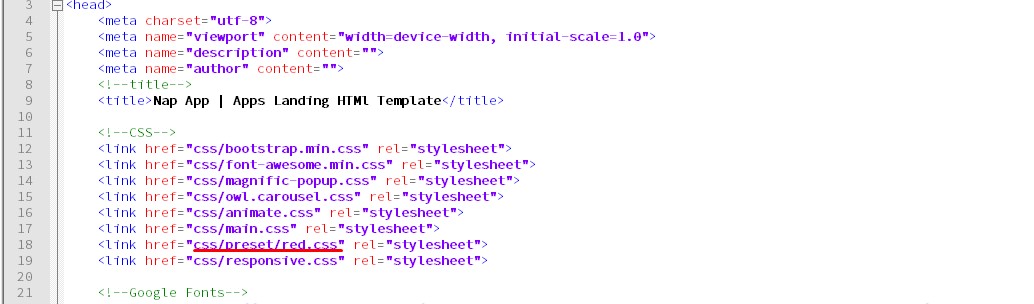 3 <head>
4 <meta charset="utf-8">
5 <meta name="viewport" content="width=device-width, initial-scale=1.0">
6 <meta name="description" content="">
7 <meta name="author" content="">
8 <!--title-->
9 <title>Nap App | Apps Landing HTMl Template</title>
10
11 <!--CSS-->
12 <link href="css/bootstrap.min.css" rel="stylesheet">
13 <link href="css/font-awesome.min.css" rel="stylesheet">
14 <link href="css/magnific-popup.css" rel="stylesheet">
15 <link href="css/owl.carousel.css" rel="stylesheet">
16 <link href="css/animate.css" rel="stylesheet">
17 <link href="css/main.css" rel="stylesheet">
18 <link href="css/preset/red.css" rel="stylesheet">
19 <link href="css/responsive.css" rel="stylesheet">
20
21 <!--Google Fonts-->